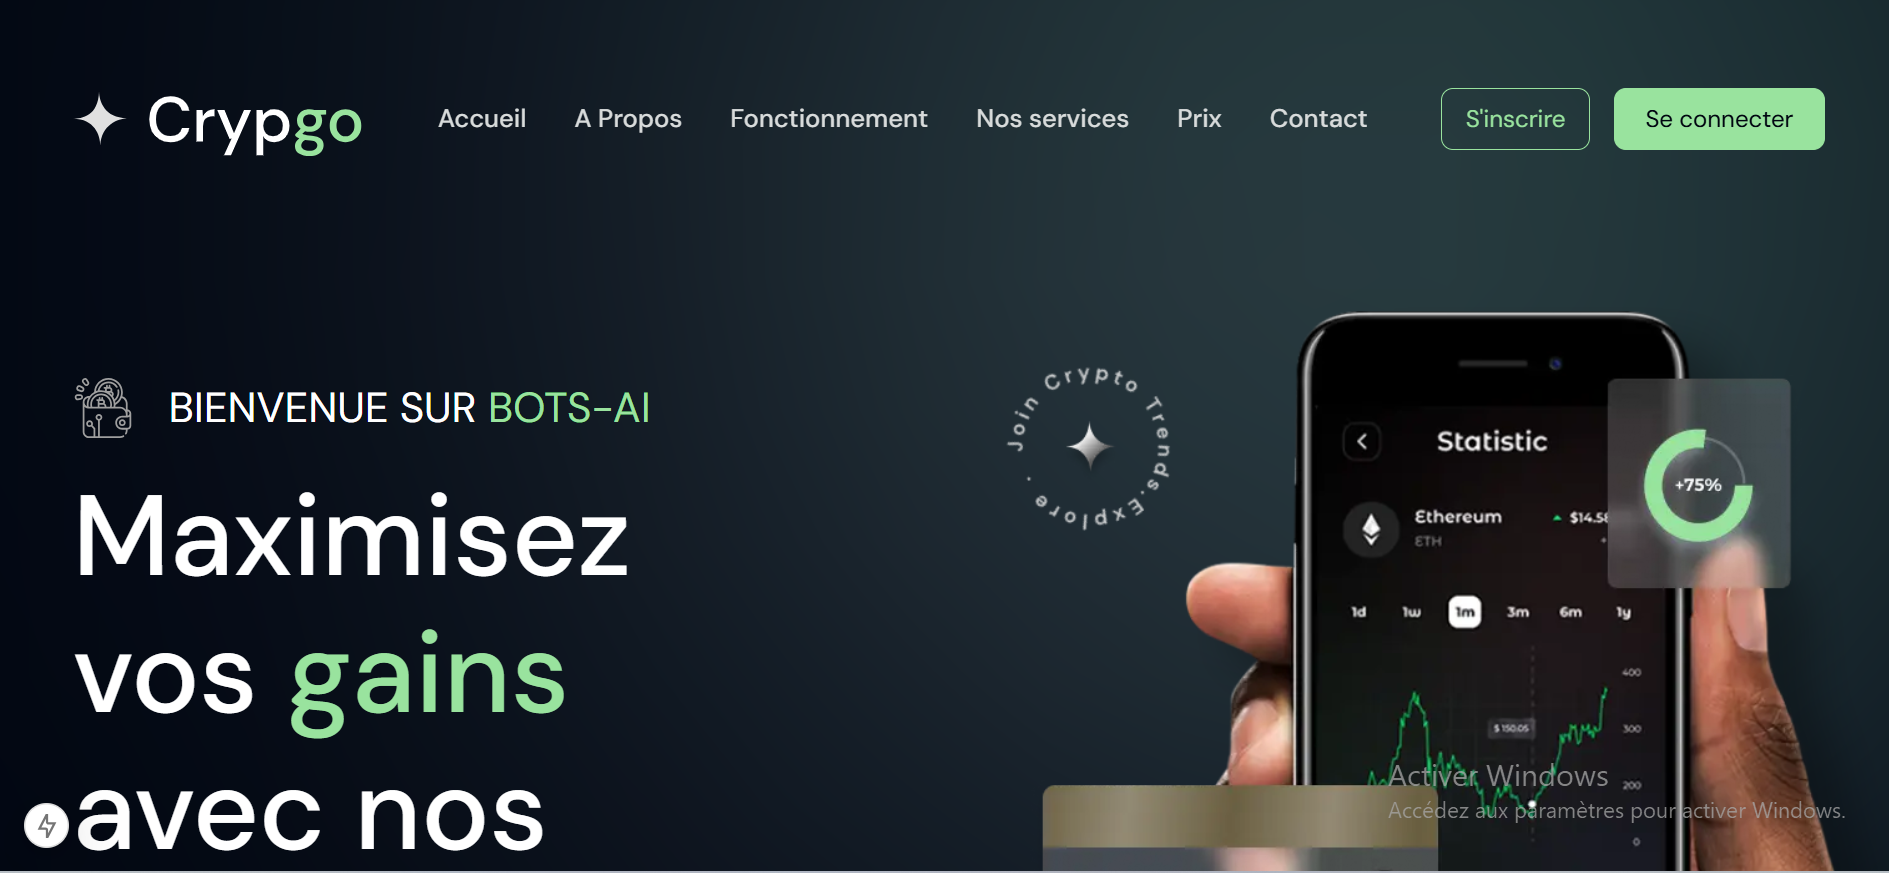 Crypgo
Accueil
A Propos
Fonctionnement
Nos services
Prix
Contact
S'inscrire
Se connecter
BIENVENUE SUR BOTS-AI
Maximisez
vos gains
avec nos
Join Crypto Trends.Explore .
Statistic
+75%
Ethereum
$14.58
ETH
1d 1w 1m 3m 6m 1y
400
$ 150.05
300
200
0
Activer Windows
Accédez aux paramètres pour activer Windows.